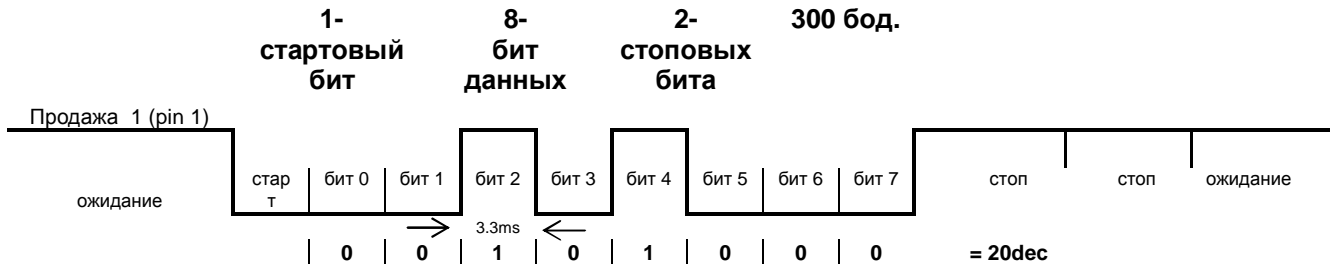 1- 8- 2- 300 бод.
стартовый бит стоповых
бит данных бита
Продажа 1 (pin 1)
стар бит 0 бит 1 бит 2 бит 3 бит 4 бит 5 бит 6 бит 7 стоп стоп ожидание
ожидание т
3.3ms
0 0 1 0 1 0 0 0 = 20dec